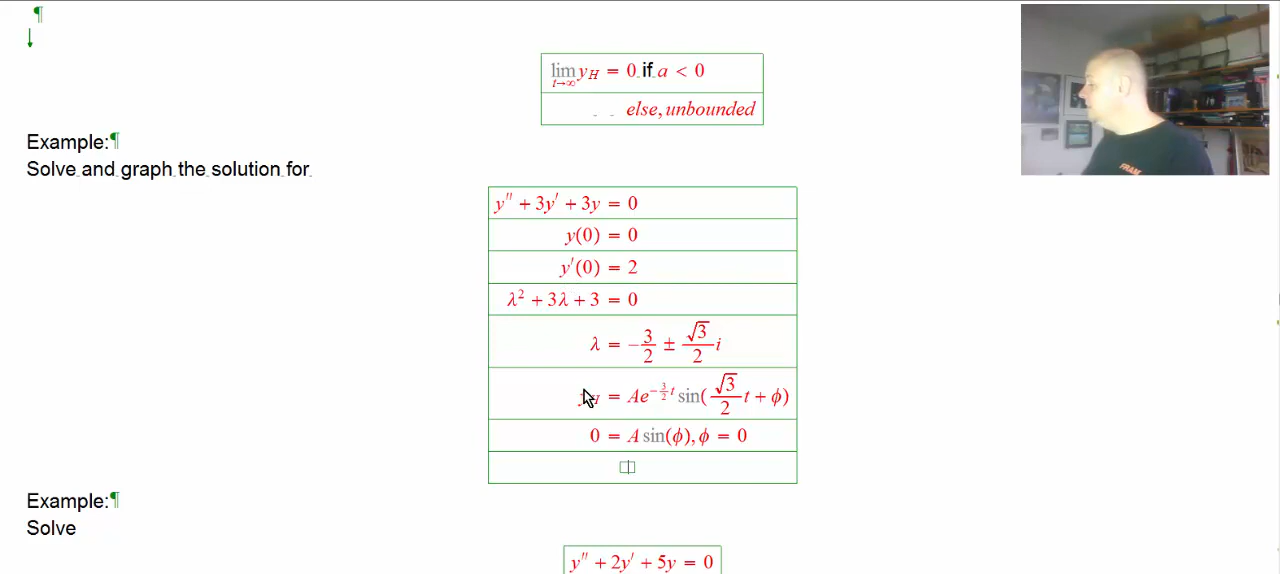 lim t→∞ y_H = 0 if a < 0
else, unbounded
Example:¶
Solve and graph the solution for
y'' + 3y' + 3y = 0
y(0) = 0
y'(0) = 2
λ² + 3λ + 3 = 0
λ = −3/2 ± √3/2 i
= Ae^{−3/2 t} sin(√3/2 t + ϕ)
0 = A sin(ϕ), ϕ = 0
Example:¶
Solve
y'' + 2y' + 5y = 0